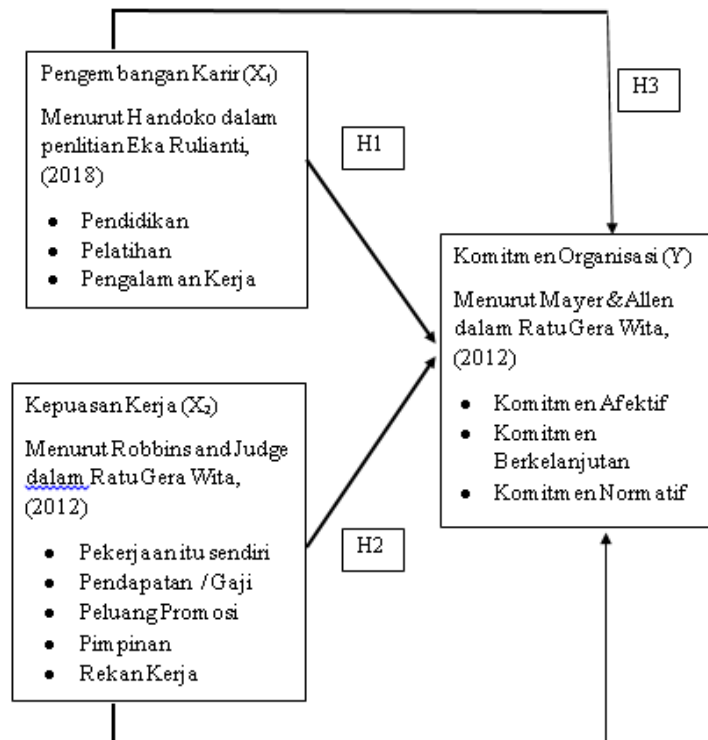 Pengembangan Karir (X₁)
Menurut Handoko dalam
penlitian Eka Rulianti,
(2018)
● Pendidikan
● Pelatihan
● Pengalaman Kerja
H1
H3
Kepuasan Kerja (X₂)
Menurut Robbins and Judge
dalam Ratu Gera Wita,
(2012)
● Pekerjaan itu sendiri
● Pendapatan / Gaji
● Peluang Promosi
● Pimpinan
● Rekan Kerja
H2
Komitmen Organisasi (Y)
Menurut Mayer & Allen
dalam Ratu Gera Wita,
(2012)
● Komitmen Afektif
● Komitmen
Berkelanjutan
● Komitmen Normatif